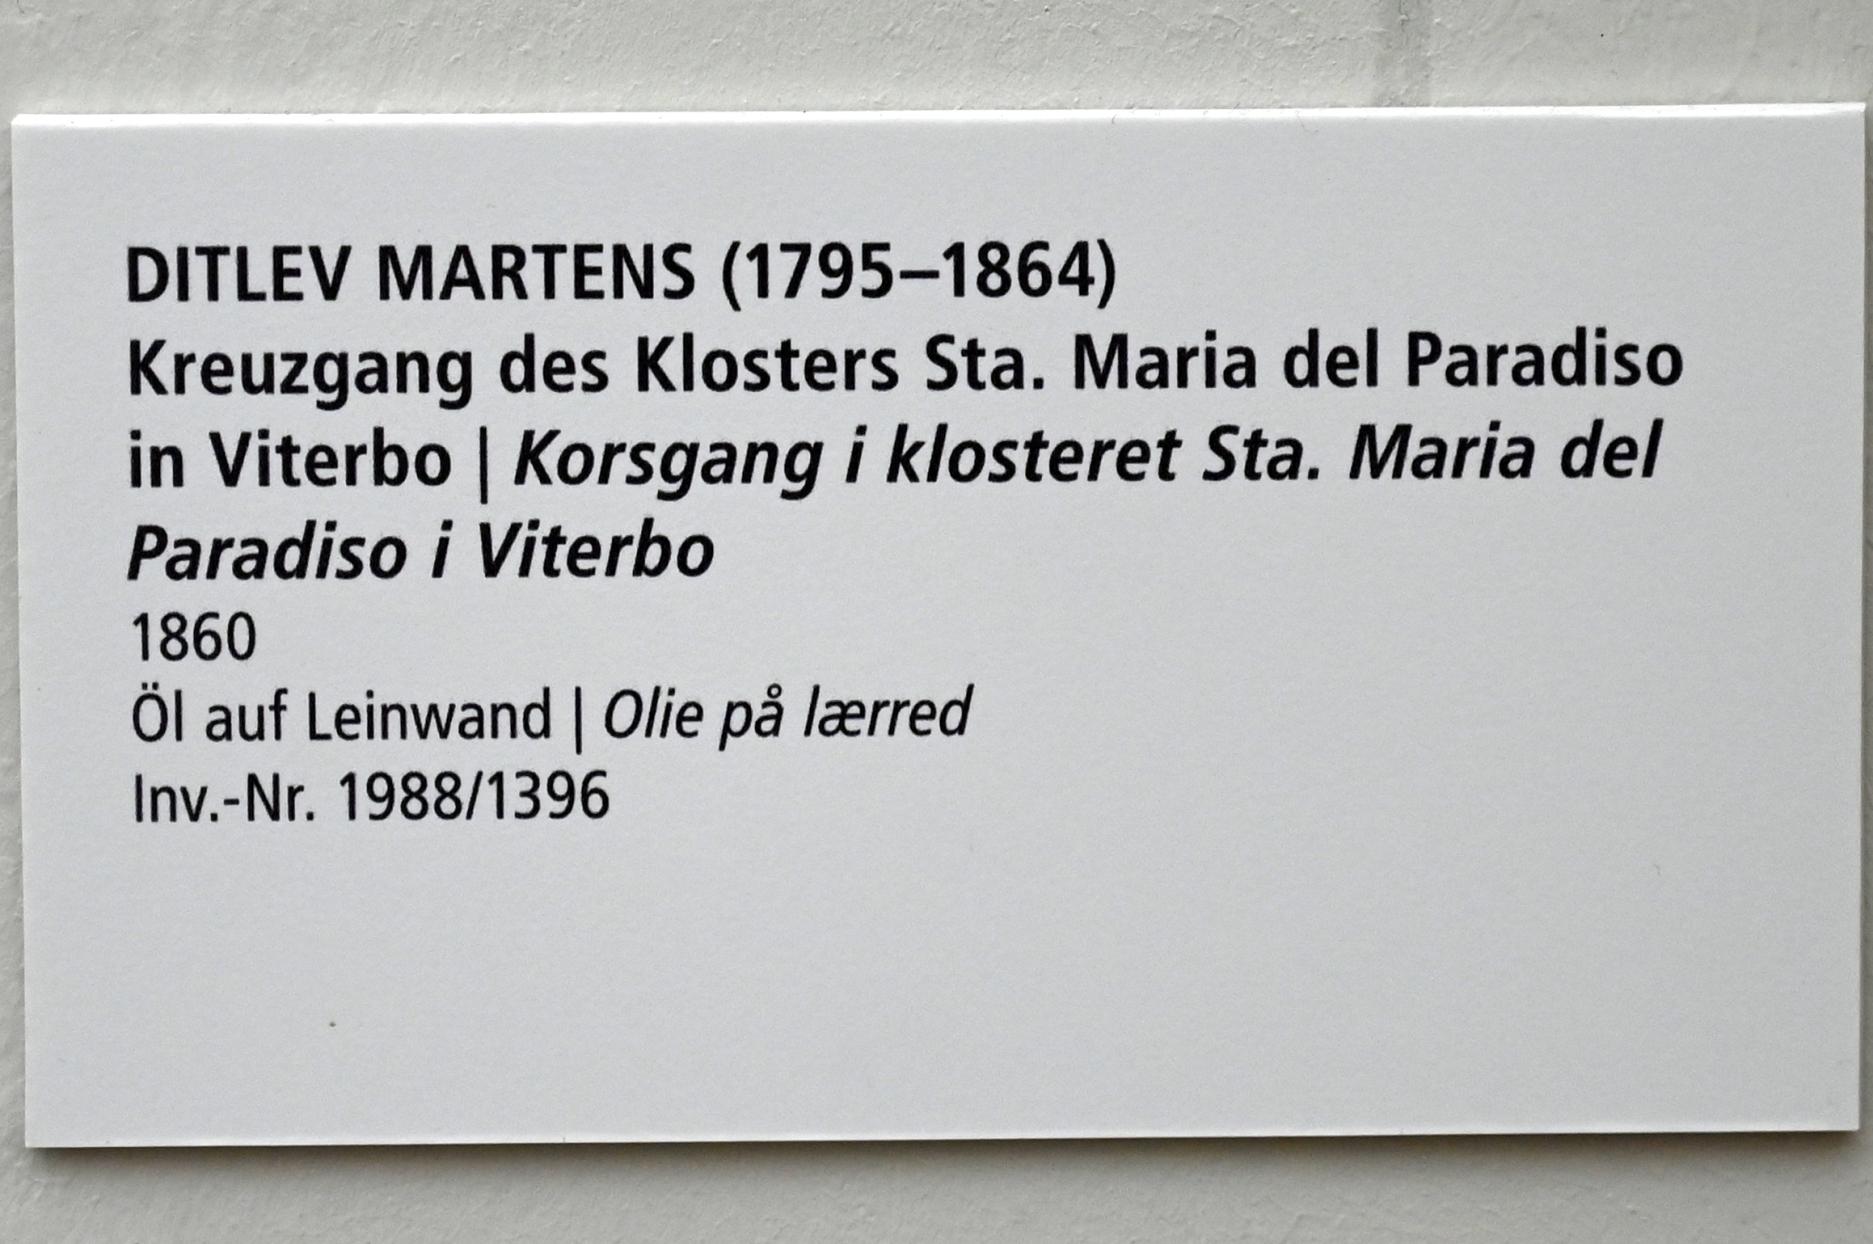 DITLEV MARTENS (1795–1864)
Kreuzgang des Klosters Sta. Maria del Paradiso
in Viterbo | Korsgang i klosteret Sta. Maria del
Paradiso i Viterbo
1860
Öl auf Leinwand | Olie på lærred
Inv.-Nr. 1988/1396